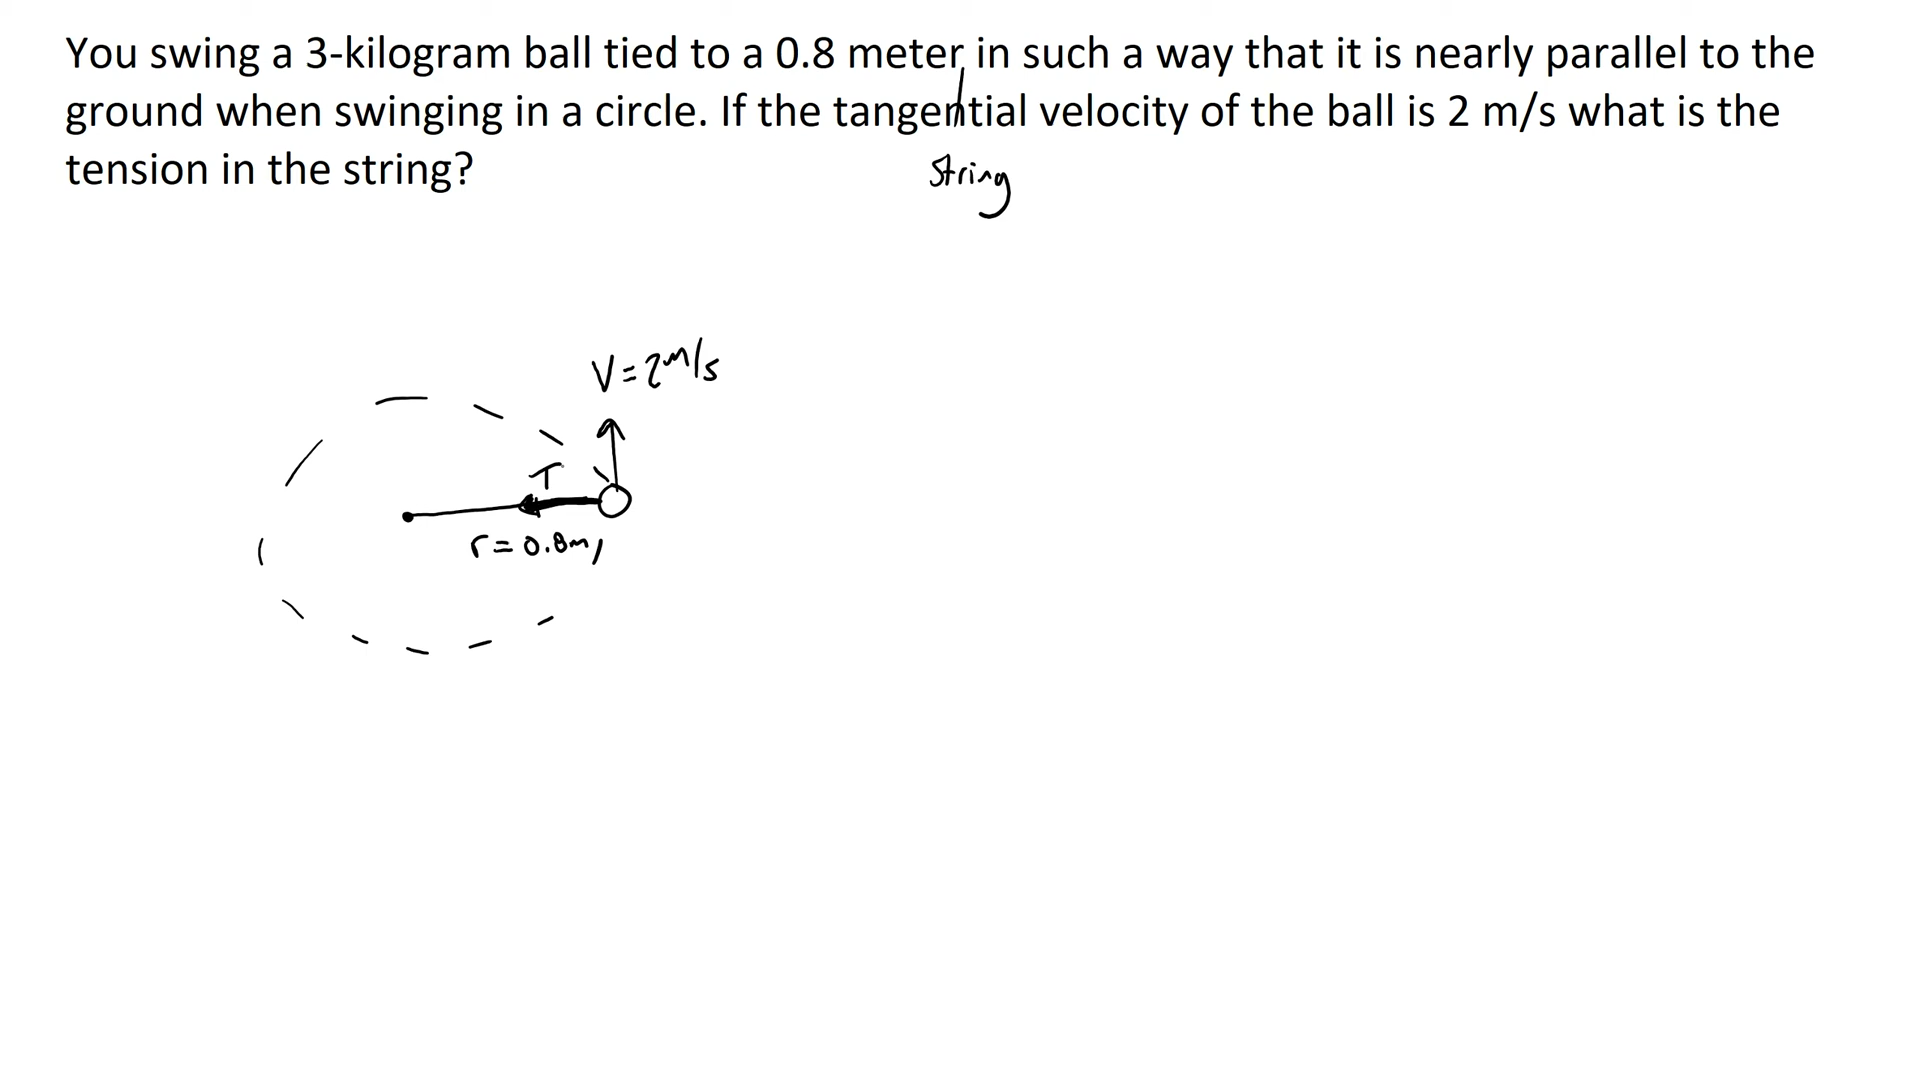 You swing a 3-kilogram ball tied to a 0.8 meter in such a way that it is nearly parallel to the
ground when swinging in a circle. If the tangential velocity of the ball is 2 m/s what is the
tension in the string?
string
V = 2 m/s
T
r = 0.8m